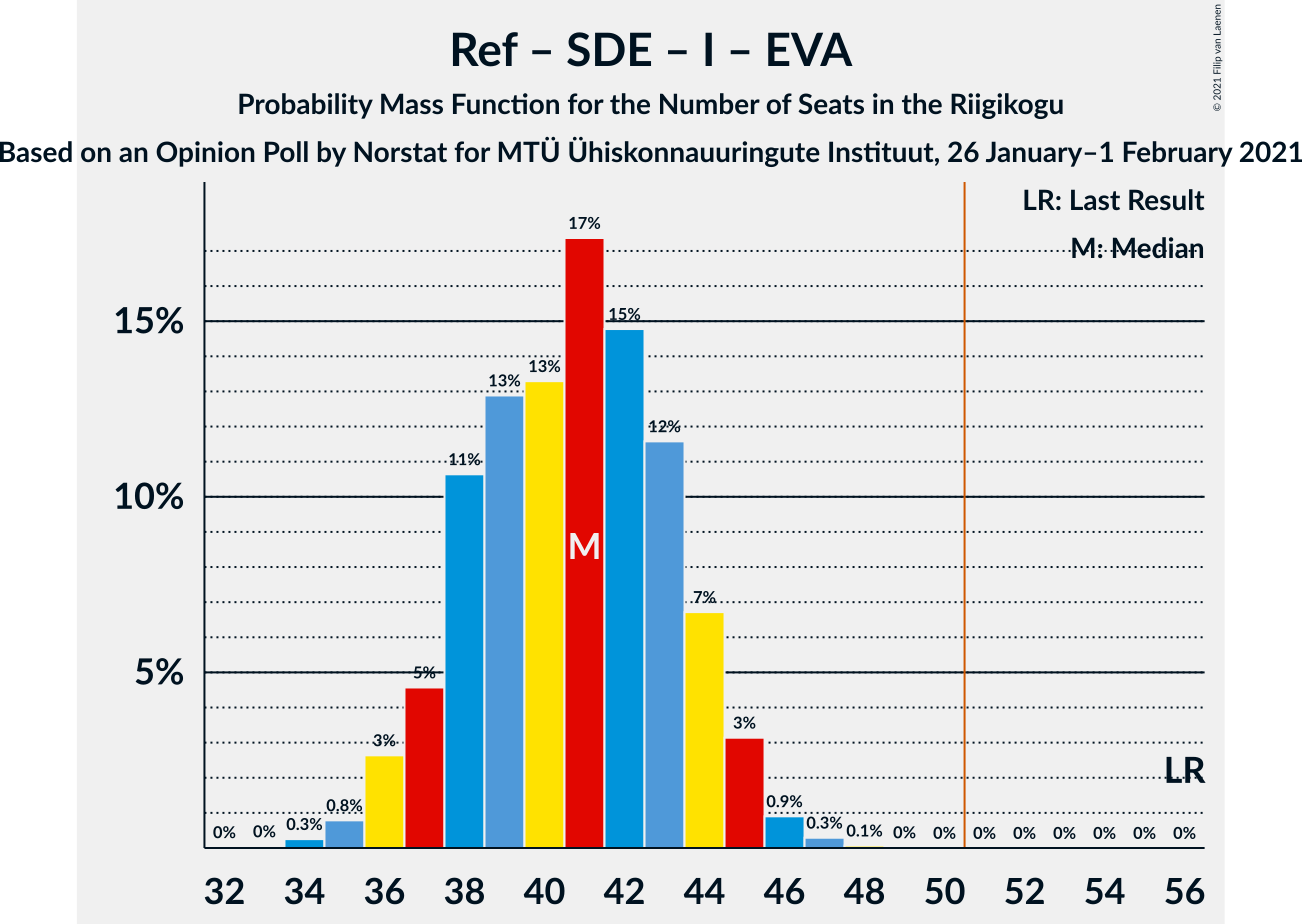 Ref – SDE – I – EVA
Probability Mass Function for the Number of Seats in the Riigikogu
Based on an Opinion Poll by Norstat for MTÜ Ühiskonnauuringute Instituut, 26 January–1 February 2021
© 2021 Filip van Laenen
LR: Last Result
M: Median
17%
15%
15%
13%
13%
12%
11%
10%
M
7%
5%
5%
3%
3%
LR
0% 0% 0.3% 0.8% 0.9% 0.3% 0.1% 0% 0% 0% 0% 0% 0% 0% 0%
32 34 36 38 40 42 44 46 48 50 52 54 56